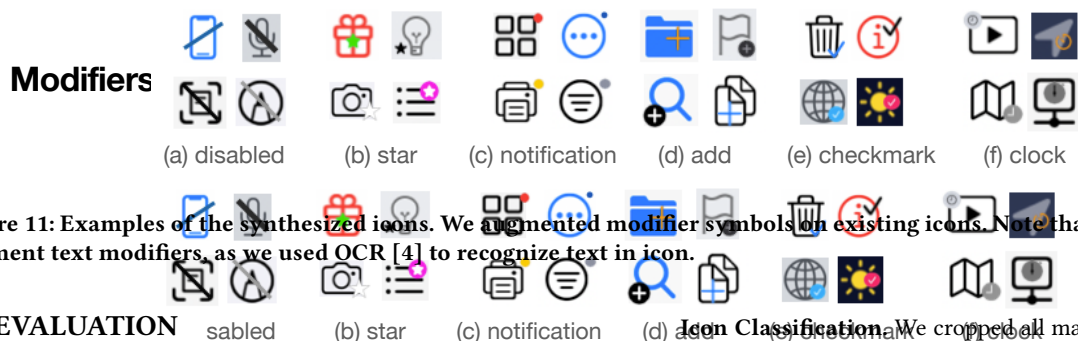 Modifiers
(a) disabled (b) star (c) notification (d) add (e) checkmark (f) clock
re 11: Examples of the synthesized icons. We augmented modifier symbols on existing icons. Note tha
nent text modifiers, as we used OCR [4] to recognize text in icon.
EVALUATION
sabled (b) star (c) notification (d) add (e) checkmark (f) clock
Icon Classification. We cropped all ma